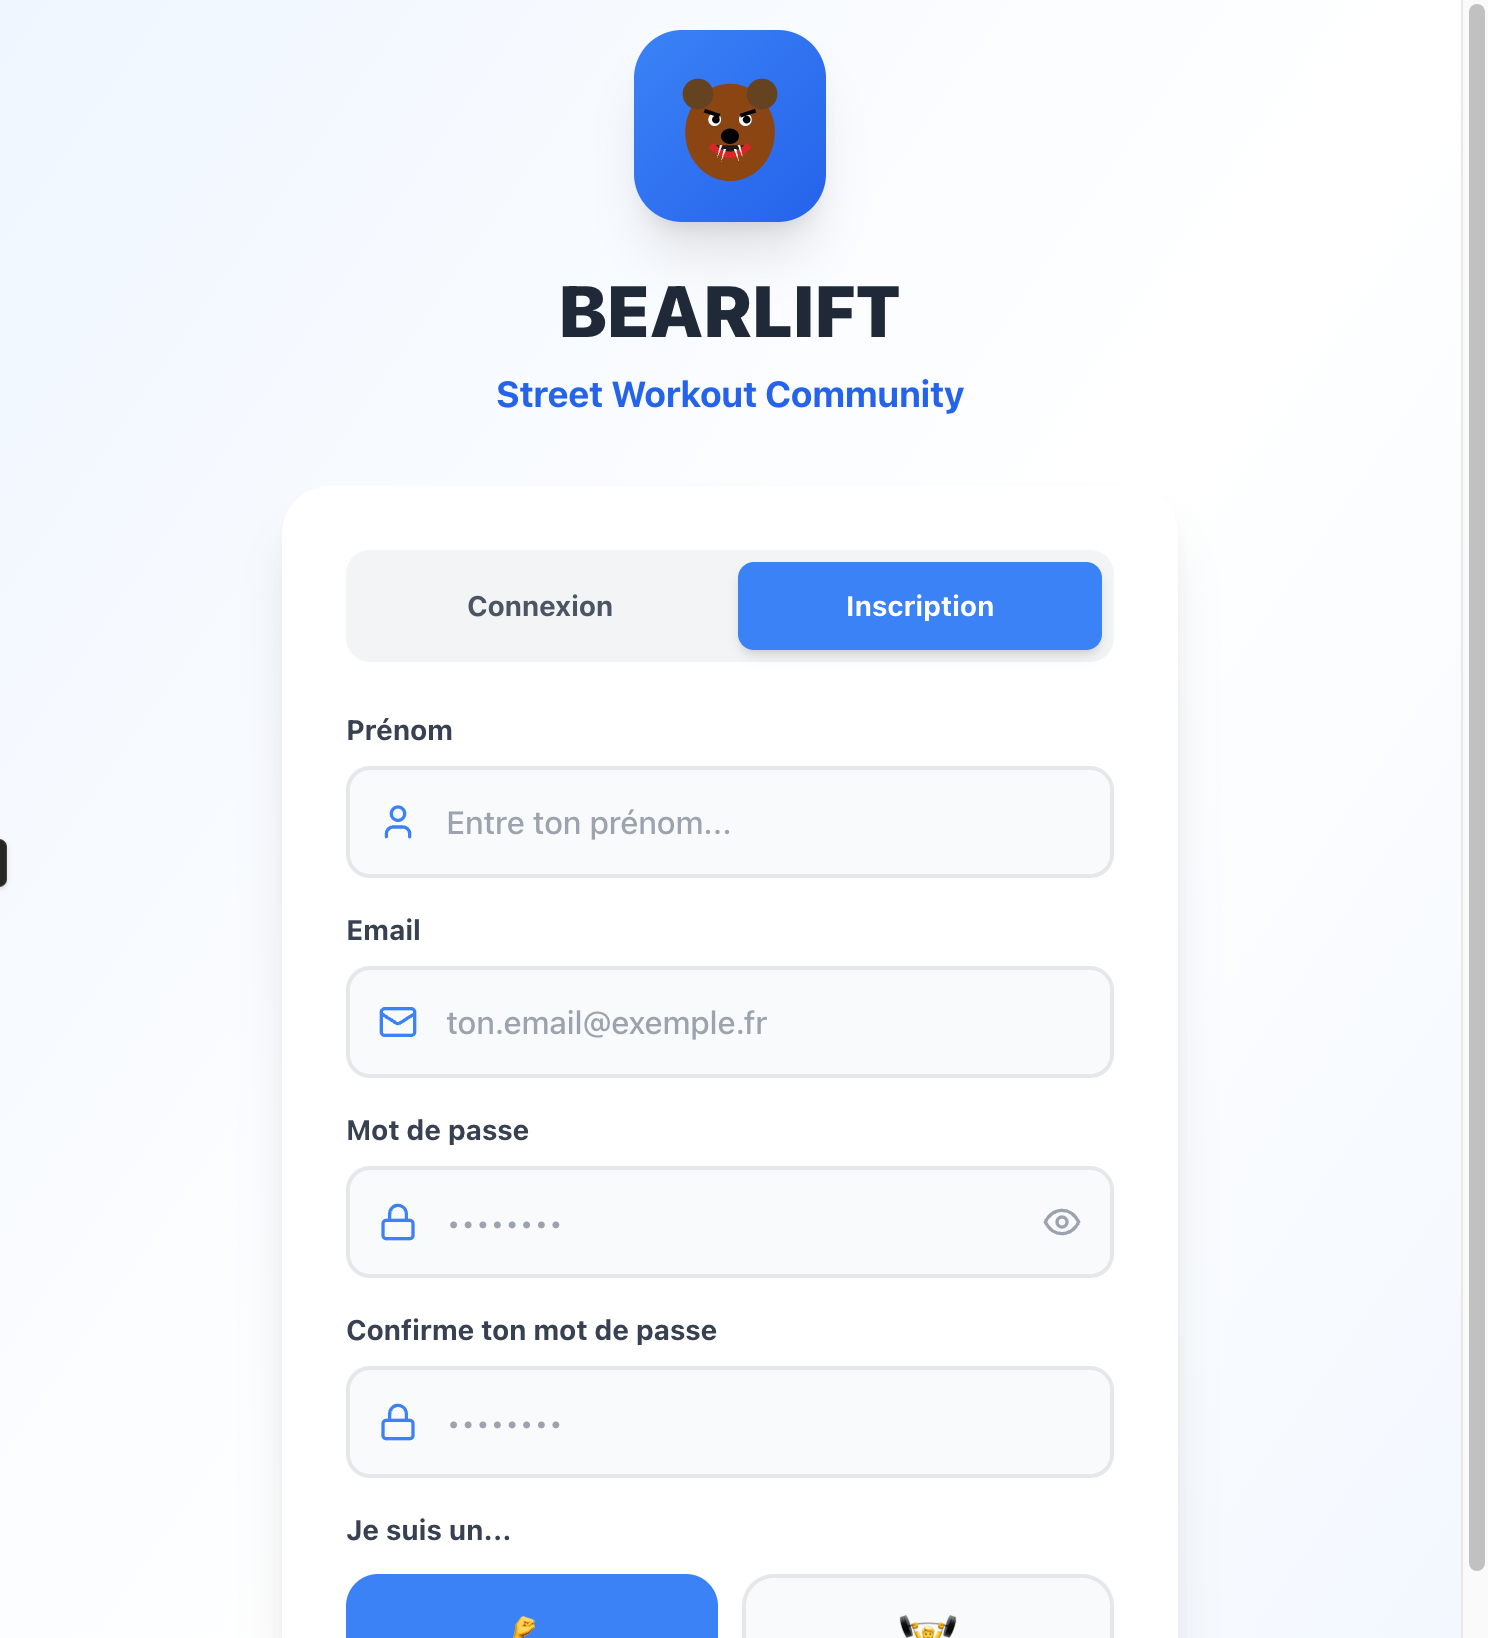 BEARLIFT
Street Workout Community
Connexion
Inscription
Prénom
Entre ton prénom...
Email
ton.email@exemple.fr
Mot de passe
••••••••
Confirme ton mot de passe
••••••••
Je suis un...